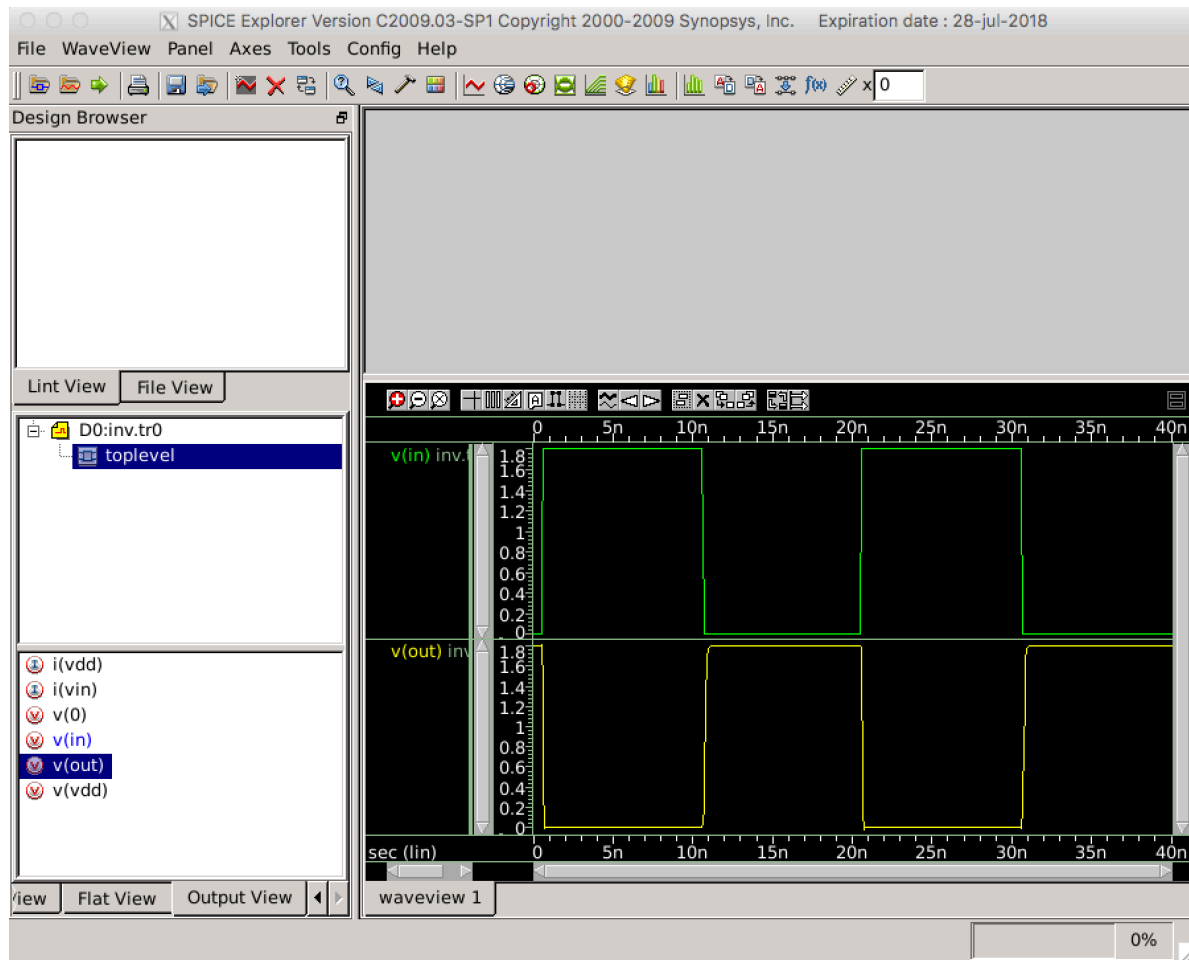 SPICE Explorer Version C2009.03-SP1 Copyright 2000-2009 Synopsys, Inc. Expiration date : 28-jul-2018
File WaveView Panel Axes Tools Config Help
f(x) x 0
Design Browser
Lint View File View
D0:inv.tr0
toplevel
0 5n 10n 15n 20n 25n 30n 35n 40n
v(in) inv.t
1.8
1.6
1.4
1.2
1
0.8
0.6
0.4
0.2
0
v(out) inv
1.8
1.6
1.4
1.2
1
0.8
0.6
0.4
0.2
0
sec (lin) 0 5n 10n 15n 20n 25n 30n 35n 40n
i(vdd)
i(vin)
v(0)
v(in)
v(out)
v(vdd)
View Flat View Output View
waveview 1
0%